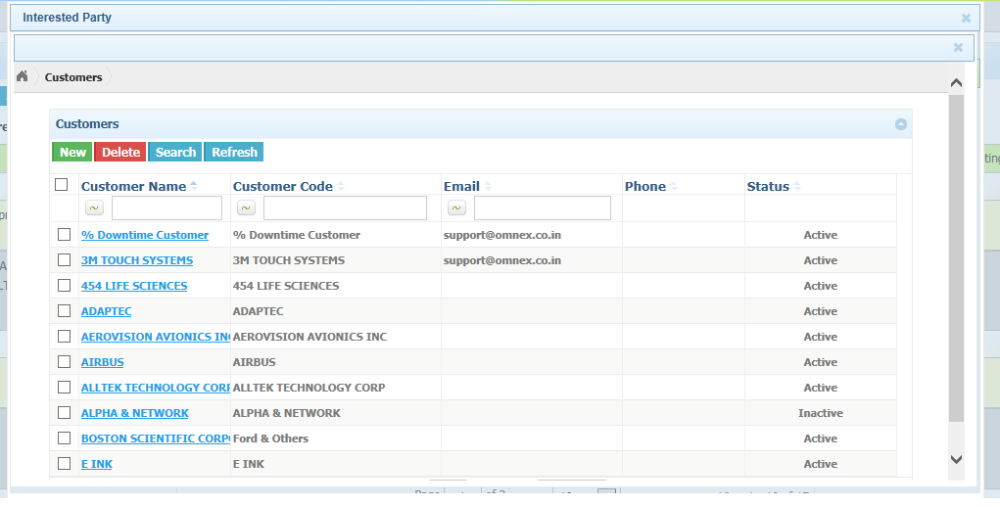 Interested Party
Customers
Customers
New Delete Search Refresh
Customer Name Customer Code Email Phone Status
% Downtime Customer % Downtime Customer support@omnex.co.in Active
3M TOUCH SYSTEMS 3M TOUCH SYSTEMS support@omnex.co.in Active
454 LIFE SCIENCES 454 LIFE SCIENCES Active
ADAPTEC ADAPTEC Active
AEROVISION AVIONICS INC AEROVISION AVIONICS INC Active
AIRBUS AIRBUS Active
ALLTEK TECHNOLOGY CORP ALLTEK TECHNOLOGY CORP Active
ALPHA & NETWORK ALPHA & NETWORK Inactive
BOSTON SCIENTIFIC CORPO Ford & Others Active
E INK E INK Active